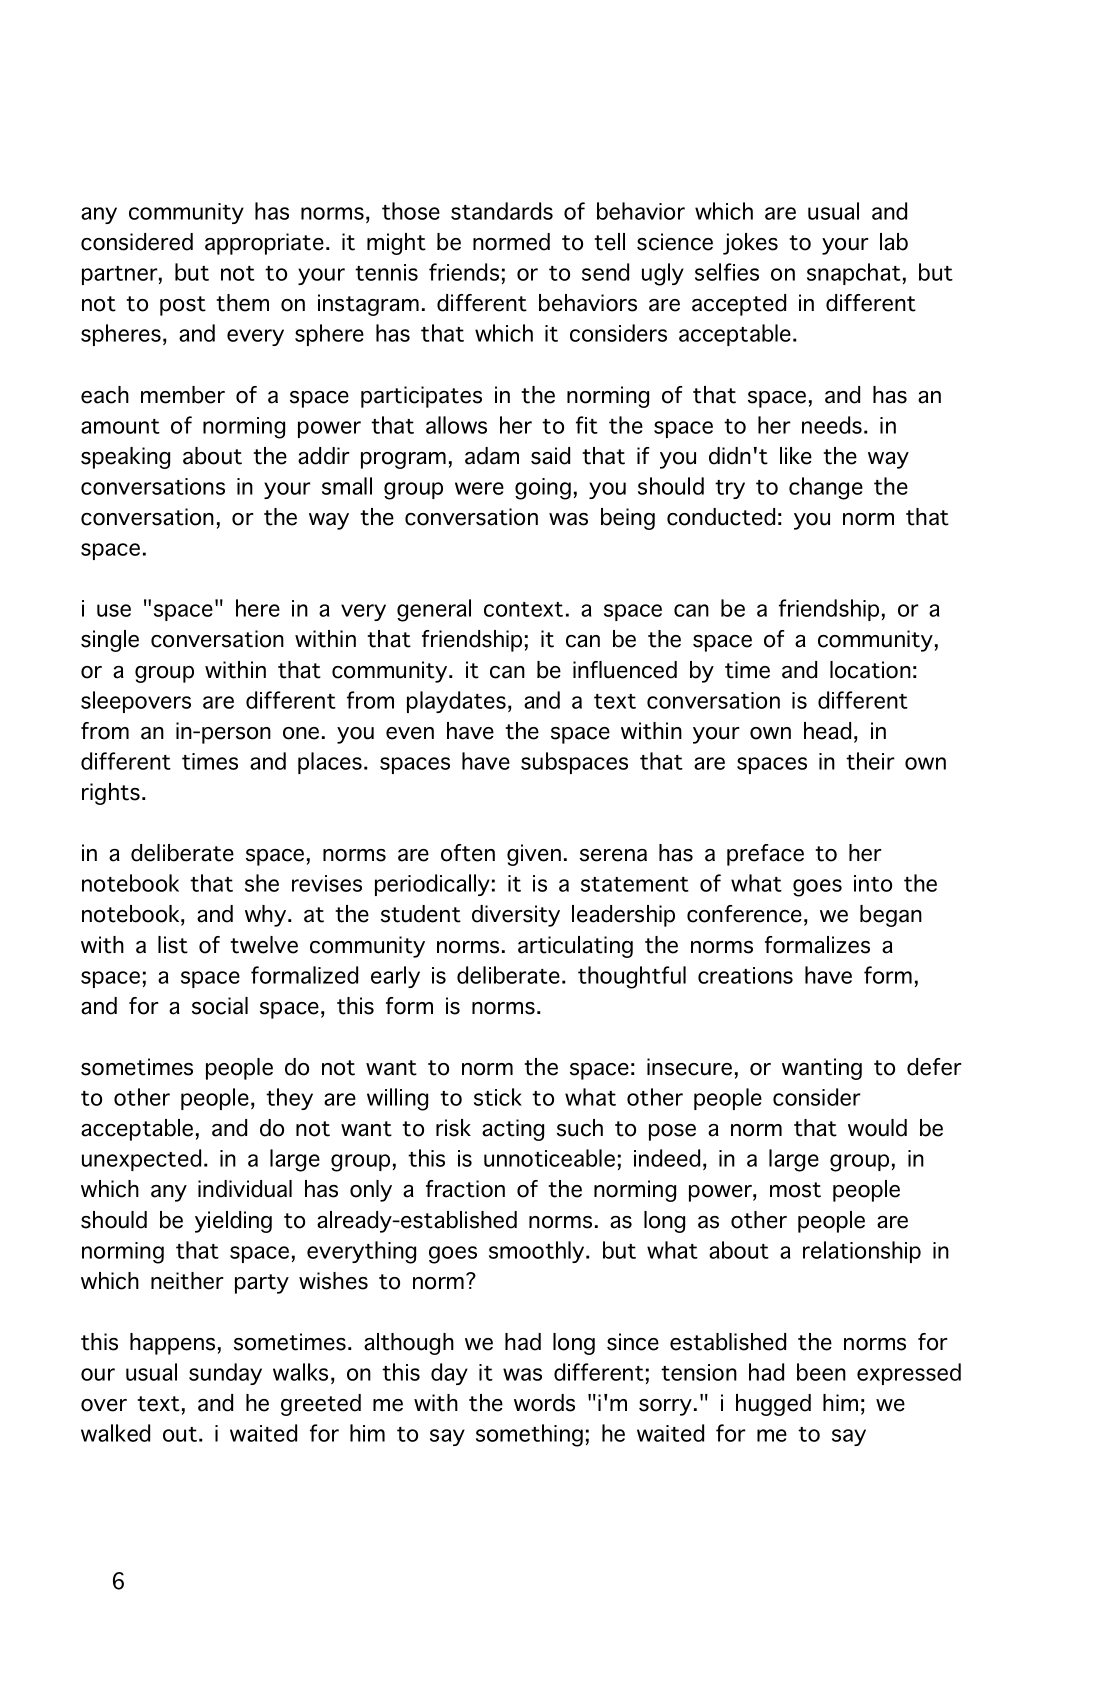 any community has norms, those standards of behavior which are usual and
considered appropriate. it might be normed to tell science jokes to your lab
partner, but not to your tennis friends; or to send ugly selfies on snapchat, but
not to post them on instagram. different behaviors are accepted in different
spheres, and every sphere has that which it considers acceptable.
each member of a space participates in the norming of that space, and has an
amount of norming power that allows her to fit the space to her needs. in
speaking about the addir program, adam said that if you didn't like the way
conversations in your small group were going, you should try to change the
conversation, or the way the conversation was being conducted: you norm that
space.
i use "space" here in a very general context. a space can be a friendship, or a
single conversation within that friendship; it can be the space of a community,
or a group within that community. it can be influenced by time and location:
sleepovers are different from playdates, and a text conversation is different
from an in-person one. you even have the space within your own head, in
different times and places. spaces have subspaces that are spaces in their own
rights.
in a deliberate space, norms are often given. serena has a preface to her
notebook that she revises periodically: it is a statement of what goes into the
notebook, and why. at the student diversity leadership conference, we began
with a list of twelve community norms. articulating the norms formalizes a
space; a space formalized early is deliberate. thoughtful creations have form,
and for a social space, this form is norms.
sometimes people do not want to norm the space: insecure, or wanting to defer
to other people, they are willing to stick to what other people consider
acceptable, and do not want to risk acting such to pose a norm that would be
unexpected. in a large group, this is unnoticeable; indeed, in a large group, in
which any individual has only a fraction of the norming power, most people
should be yielding to already-established norms. as long as other people are
norming that space, everything goes smoothly. but what about a relationship in
which neither party wishes to norm?
this happens, sometimes. although we had long since established the norms for
our usual sunday walks, on this day it was different; tension had been expressed
over text, and he greeted me with the words "i'm sorry." i hugged him; we
walked out. i waited for him to say something; he waited for me to say
6